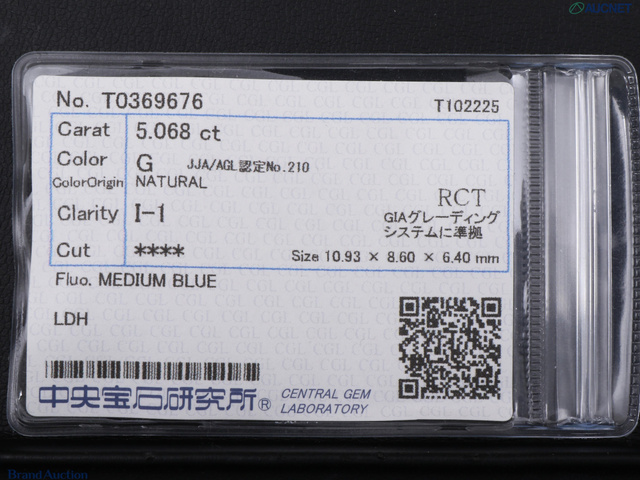 AUCNET
No. T0369676
T102225
Carat 5.068 ct
Color G JJA/AGL認定No.210
ColorOrigin NATURAL
Clarity I-1
RCT
GIAグレーディング
システムに準拠
Cut ****
Size 10.93 × 8.60 × 6.40 mm
Fluo. MEDIUM BLUE
LDH
中央宝石研究所®
CENTRAL GEM
LABORATORY
BrandAuction